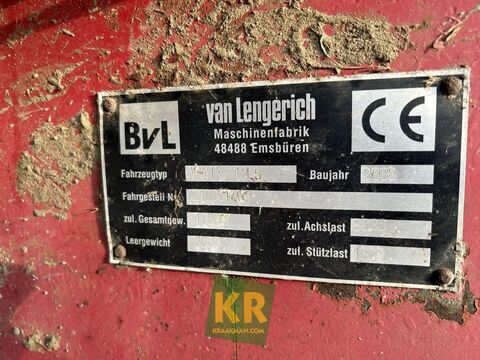 BvL
van Lengerich
Maschinenfabrik
48488 Emsbüren
CE
Fahrzeugtyp
Baujahr 2008
Fahrgestell N
zul. Gesamtgew.
zul. Achslast
Leergewicht
zul. Stützlast
KR
KRAAKMAN.COM